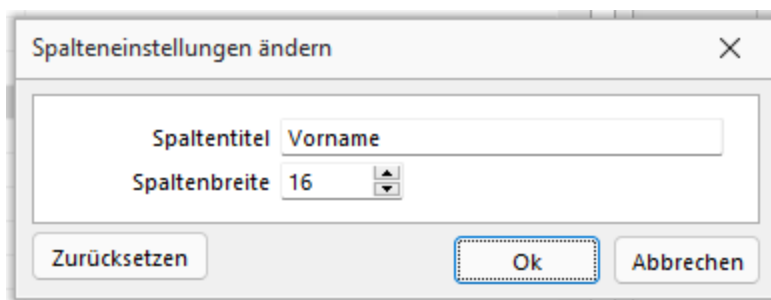 Spalteneinstellungen ändern
Spaltentitel Vorname
Spaltenbreite 16
Zurücksetzen Ok Abbrechen